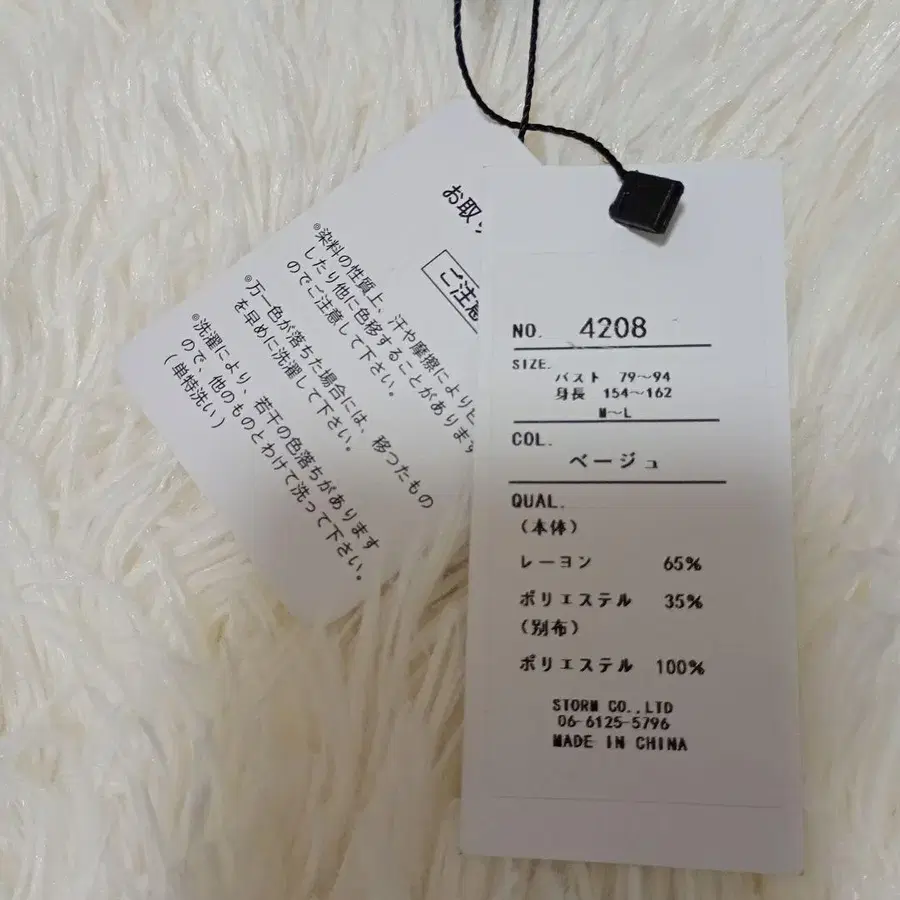 お取り
ご注意
※染料の性質上、汗や摩擦により
したり他に色移することがあります
のでご注意して下さい。
※万一色が落ちた場合には、移つたもの
を早めに洗濯して下さい。
※洗濯により、若干の色落ちがあります
ので、他のものとわけて洗って下さい。
(単特洗い)
NO. 4208
SIZE.
バスト 79～94
身長 154～162
M～L
COL.
ベージュ
QUAL.
(本体)
レーヨン 65%
ポリエステル 35%
(別布)
ポリエステル 100%
STORM CO.,LTD
06-6125-5796
MADE IN CHINA